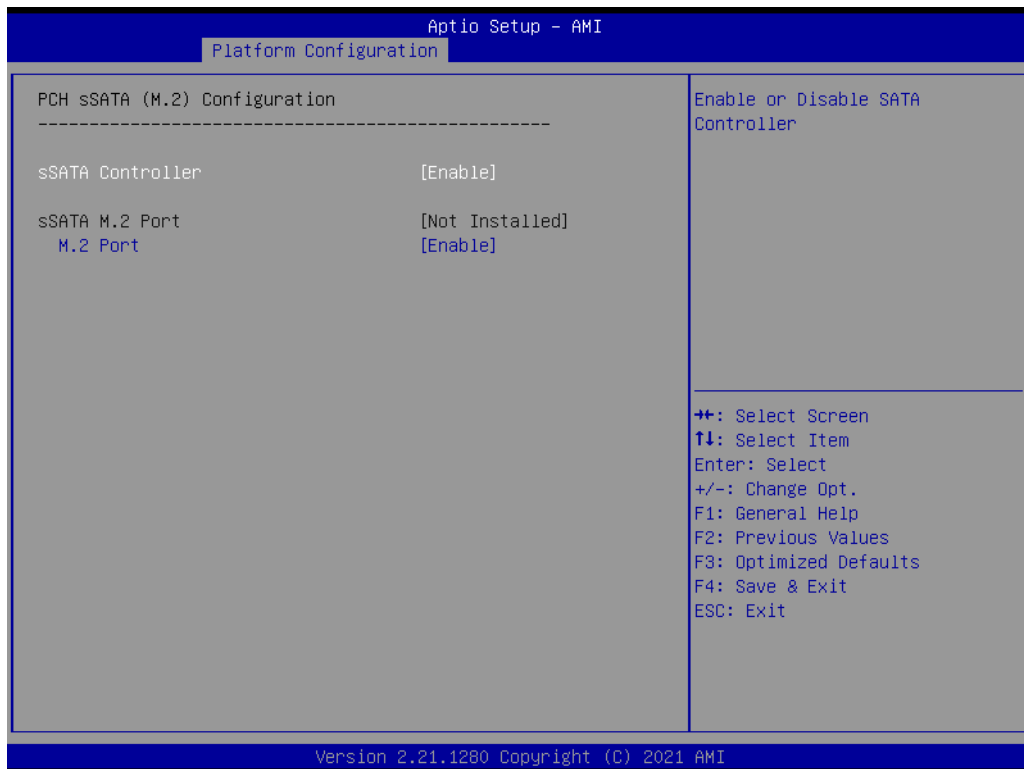 Aptio Setup – AMI
Platform Configuration
PCH sSATA (M.2) Configuration
--------------------------------------------------
sSATA Controller [Enable]
sSATA M.2 Port [Not Installed]
M.2 Port [Enable]
Enable or Disable SATA
Controller
→←: Select Screen
↑↓: Select Item
Enter: Select
+/-: Change Opt.
F1: General Help
F2: Previous Values
F3: Optimized Defaults
F4: Save & Exit
ESC: Exit
Version 2.21.1280 Copyright (C) 2021 AMI